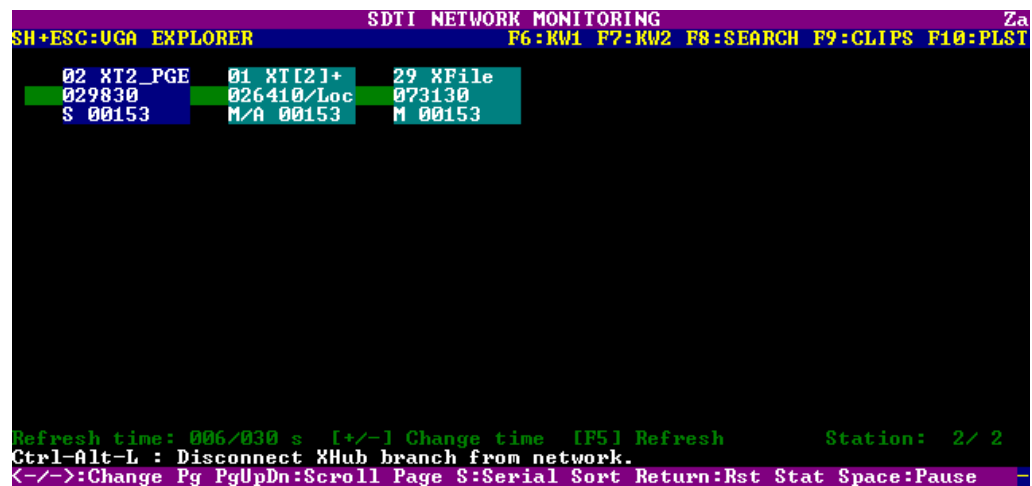 SDTI NETWORK MONITORING Za
SH+ESC:VGA EXPLORER F6:KW1 F7:KW2 F8:SEARCH F9:CLIPS F10:PLST
02 XT2_PGE 01 XT[2]+ 29 XFile
029830 026410/Loc 073130
S 00153 M/A 00153 M 00153
Refresh time: 006/030 s [+/-] Change time [F5] Refresh Station: 2/ 2
Ctrl-Alt-L : Disconnect XHub branch from network.
<-/->:Change Pg PgUpDn:Scroll Page S:Serial Sort Return:Rst Stat Space:Pause